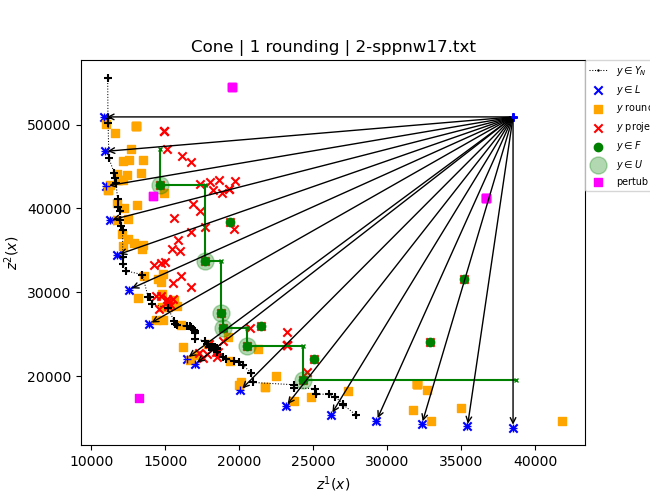 Cone | 1 rounding | 2-sppnw17.txt
z²(x)
50000
40000
30000
20000
10000
15000
20000
25000
30000
35000
40000
z¹(x)
y ∈ Y_N
y ∈ L
y roun
y proje
y ∈ F
y ∈ U
pertub